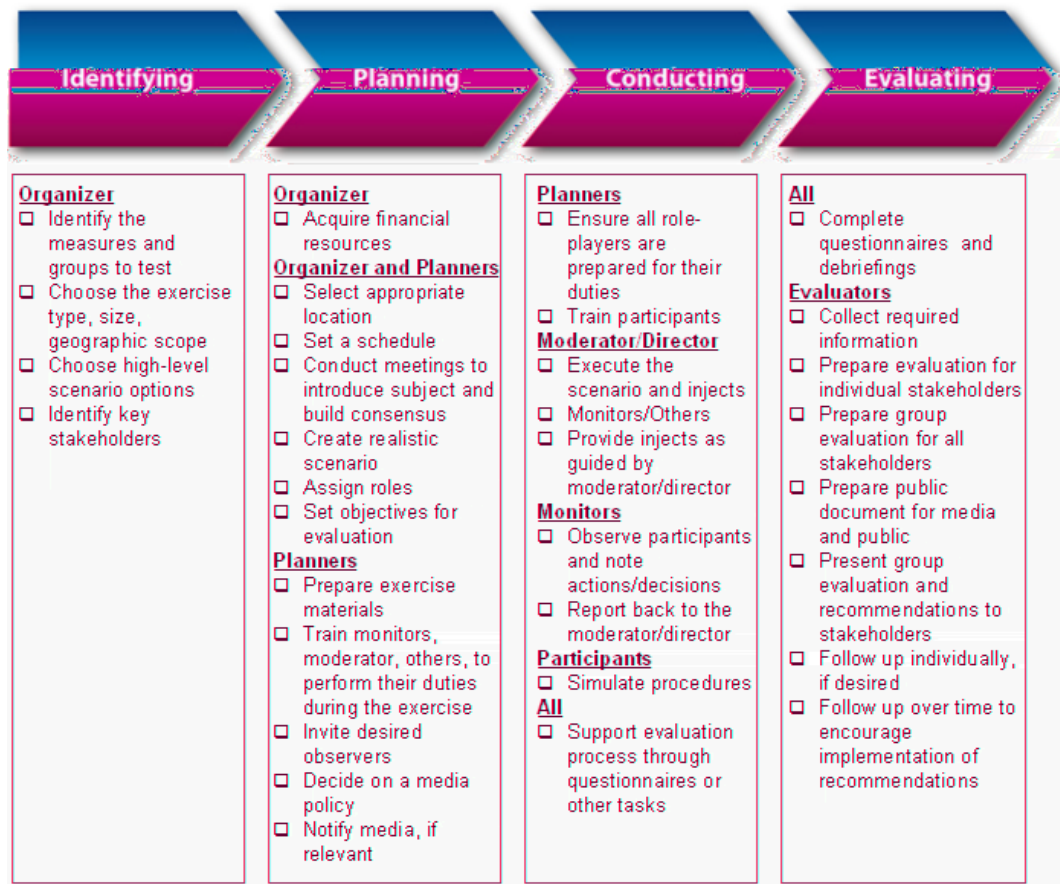 Identifying
Planning
Conducting
Evaluating
Organizer
❑ Identify the
measures and
groups to test
❑ Choose the exercise
type, size,
geographic scope
❑ Choose high-level
scenario options
❑ Identify key
stakeholders
Organizer
❑ Acquire financial
resources
Organizer and Planners
❑ Select appropriate
location
❑ Set a schedule
❑ Conduct meetings to
introduce subject and
build consensus
❑ Create realistic
scenario
❑ Assign roles
❑ Set objectives for
evaluation
Planners
❑ Prepare exercise
materials
❑ Train monitors,
moderator, others, to
perform their duties
during the exercise
❑ Invite desired
observers
❑ Decide on a media
policy
❑ Notify media, if
relevant
Planners
❑ Ensure all role-
players are
prepared for their
duties
❑ Train participants
Moderator/Director
❑ Execute the
scenario and injects
❑ Monitors/Others
❑ Provide injects as
guided by
moderator/director
Monitors
❑ Observe participants
and note
actions/decisions
❑ Report back to the
moderator/director
Participants
❑ Simulate procedures
All
❑ Support evaluation
process through
questionnaires or
other tasks
All
❑ Complete
questionnaires and
debriefings
Evaluators
❑ Collect required
information
❑ Prepare evaluation for
individual stakeholders
❑ Prepare group
evaluation for all
stakeholders
❑ Prepare public
document for media
and public
❑ Present group
evaluation and
recommendations to
stakeholders
❑ Follow up individually,
if desired
❑ Follow up over time to
encourage
implementation of
recommendations